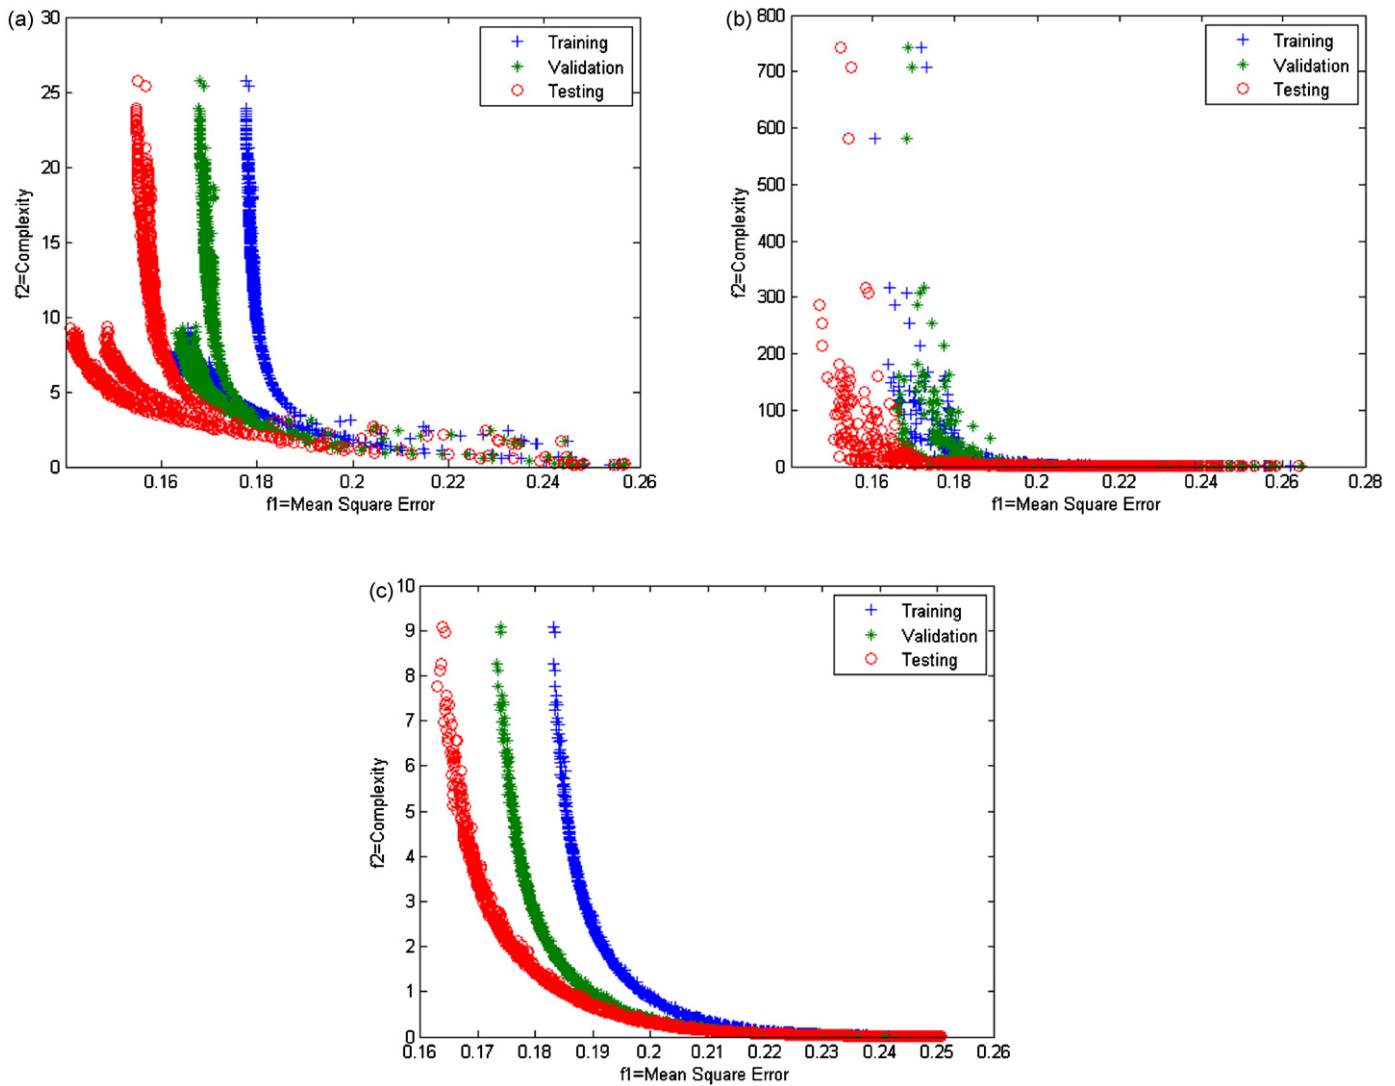 (a)
30
25
20
15
10
5
0
f2=Complexity
0.16 0.18 0.2 0.22 0.24 0.26
f1=Mean Square Error
Training
Validation
Testing
(b)
800
700
600
500
400
300
200
100
0
f2=Complexity
0.16 0.18 0.2 0.22 0.24 0.26 0.28
f1=Mean Square Error
Training
Validation
Testing
(c)
10
9
8
7
6
5
4
3
2
1
0
f2=Complexity
0.16 0.17 0.18 0.19 0.2 0.21 0.22 0.23 0.24 0.25 0.26
f1=Mean Square Error
Training
Validation
Testing